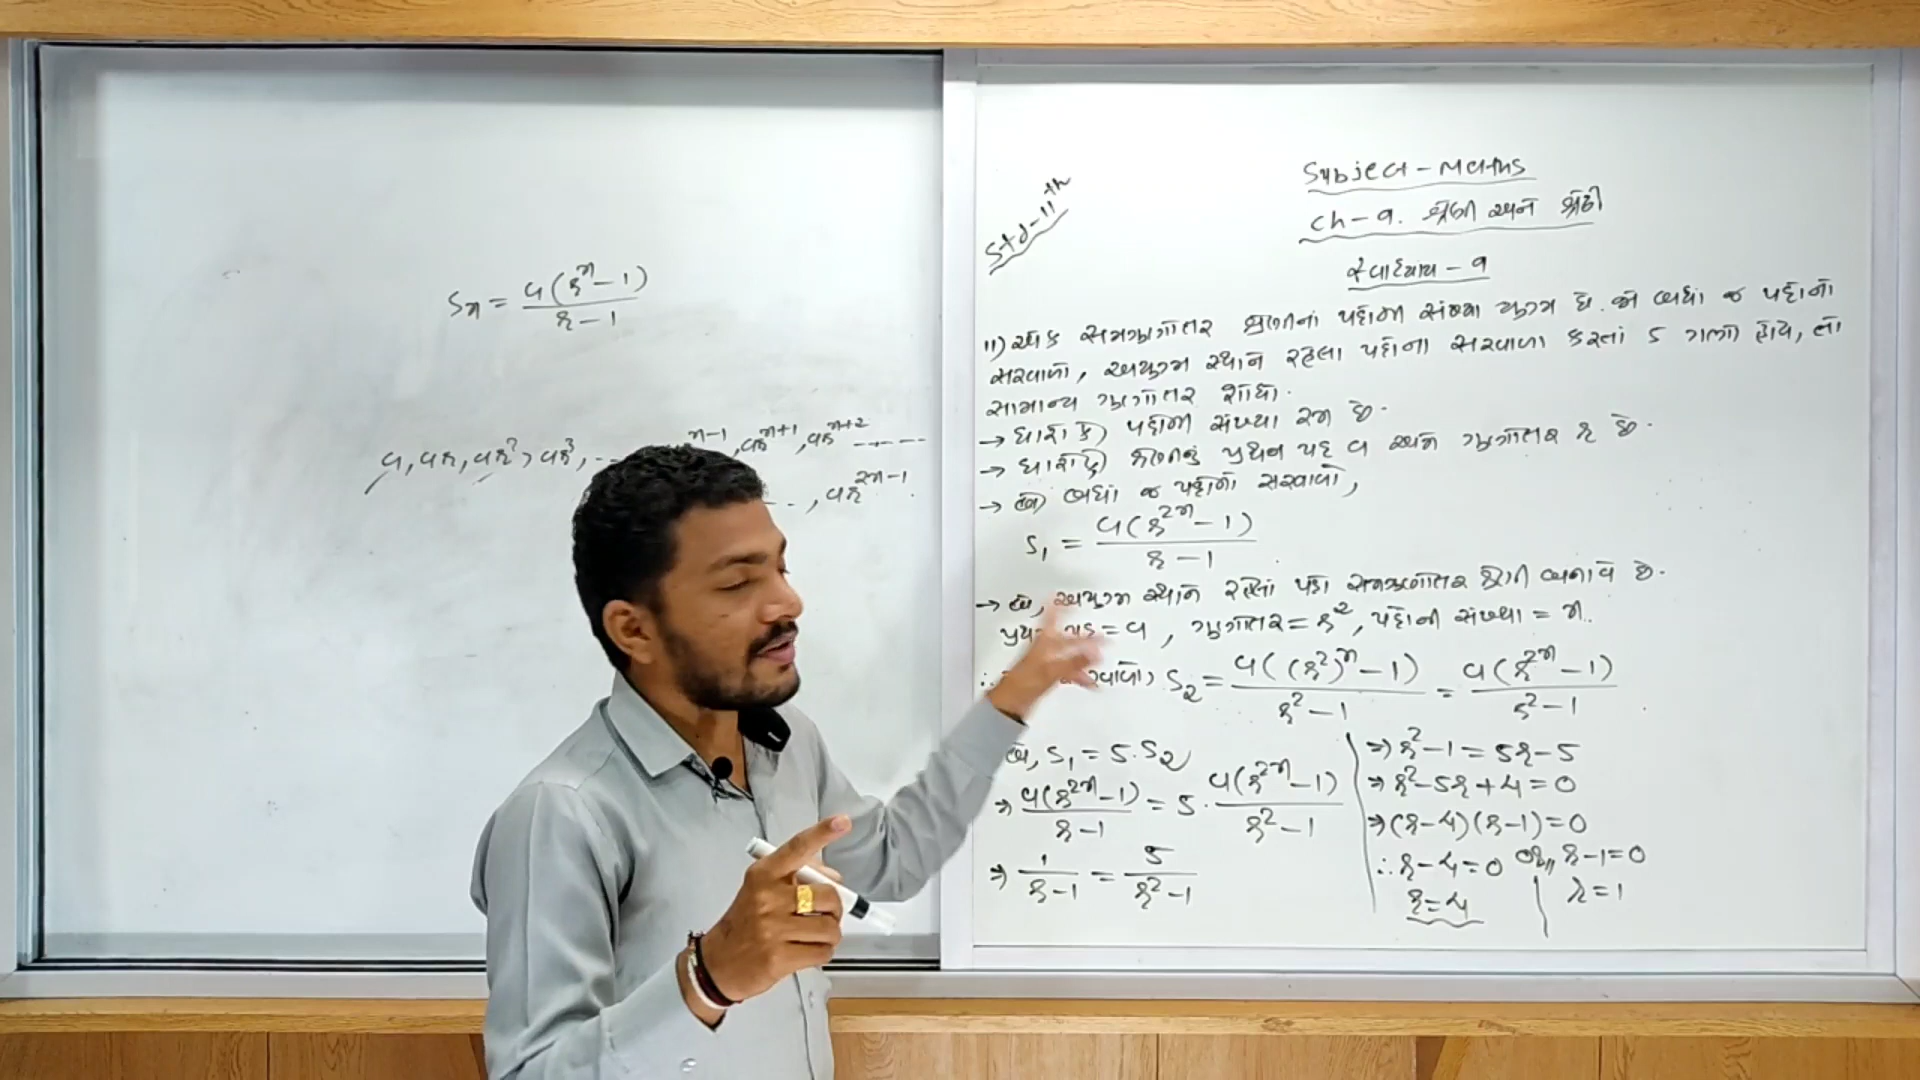 Sn = a(r^n - 1) / r - 1
a, ar, ar², ar³, ... n-1, ar^n+1, ar^n+2 ------
..., ar^2n-1.
Std-11th
Subject - Maths
Ch-9. શ્રેણી અને શ્રેઢી
સ્વાધ્યાય - 9
11) એક સમગુણોત્તર શ્રેણીનાં પદોની સંખ્યા યુગ્મ છે. જો બધાં જ પદોનો
સરવાળો, અયુગ્મ સ્થાને રહેલા પદોના સરવાળા કરતાં 5 ગણો હોય, તો
સામાન્ય ગુણોત્તર શોધો.
→ ધારો કે) પદોની સંખ્યા 2n છે.
→ ધારો કે) શ્રેણીનું પ્રથમ પદ a અને ગુણોત્તર r છે.
→ બધાં જ પદોનો સરવાળો,
S₁ = a(r^2n - 1) / r - 1
→ અયુગ્મ સ્થાને રહેલાં પદો સમગુણોત્તર શ્રેણી બનાવે છે.
પદ = a, ગુણોત્તર = r², પદોની સંખ્યા = n.
S₂ = a((r²)^n - 1) / r² - 1 = a(r^2n - 1) / r² - 1
S₁ = 5·S₂
⇒ a(r^2n - 1) / r - 1 = 5· a(r^2n - 1) / r² - 1
⇒ 1 / r - 1 = 5 / r² - 1
⇒ r² - 1 = 5r - 5
⇒ r² - 5r + 4 = 0
⇒ (r - 4)(r - 1) = 0
∴ r - 4 = 0 or, r - 1 = 0
r = 4 | r = 1